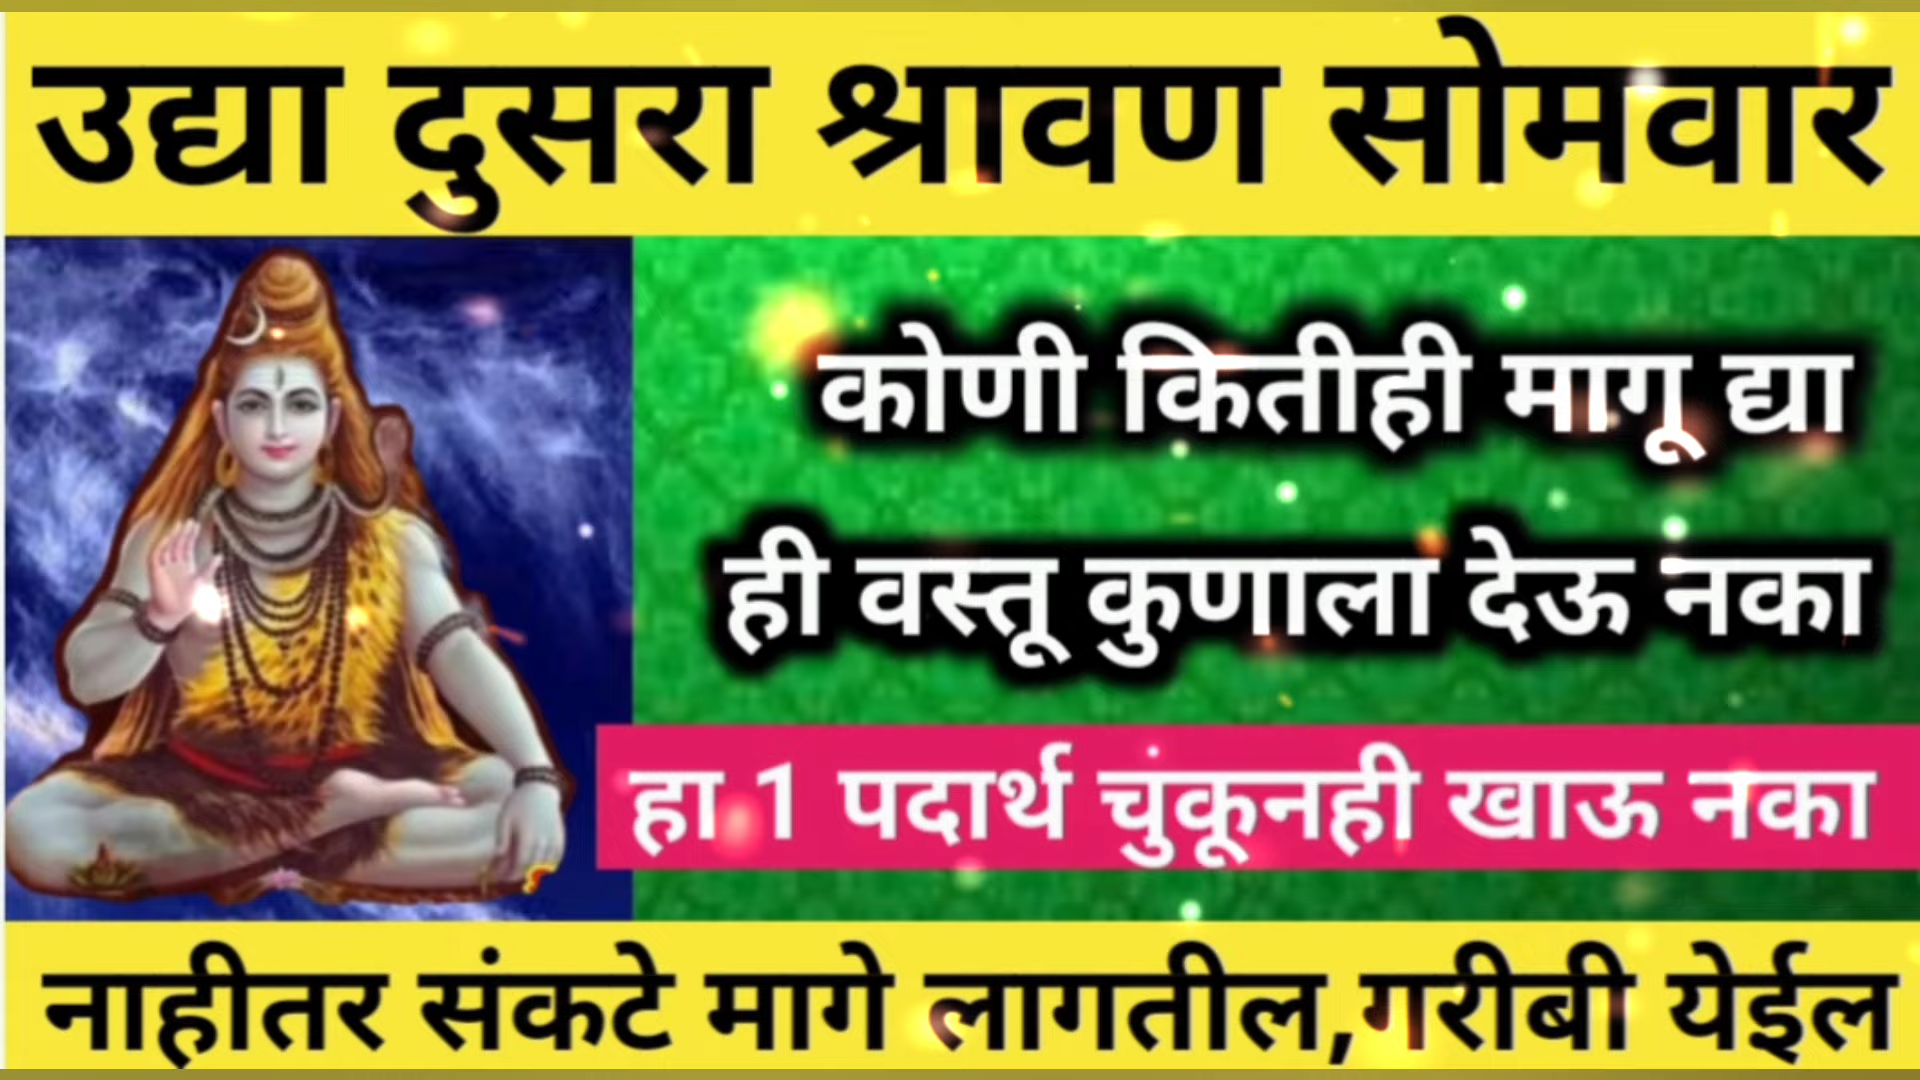 उद्या दुसरा श्रावण सोमवार
कोणी कितीही मागू द्या
ही वस्तू कुणाला देऊ नका
हा 1 पदार्थ चुकूनही खाऊ नका
नाहीतर संकटे मागे लागतील,गरीबी येईल